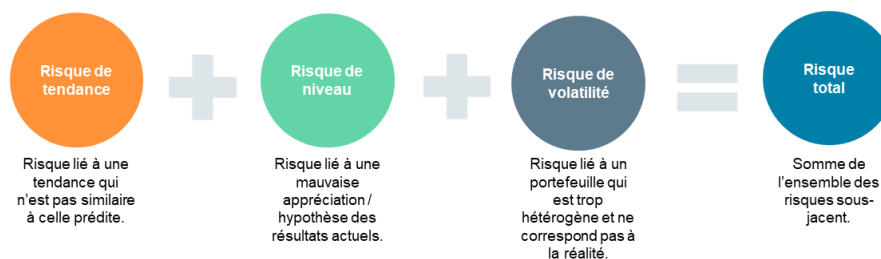 Risque de
tendance
Risque lié à une
tendance qui
n'est pas similaire
à celle prédite.
Risque de
niveau
Risque lié à une
mauvaise
appréciation /
hypothèse des
résultats actuels.
Risque de
volatilité
Risque lié à un
portefeuille qui
est trop
hétérogène et ne
correspond pas à
la réalité.
Risque
total
Somme de
l'ensemble des
risques sous-
jacent.